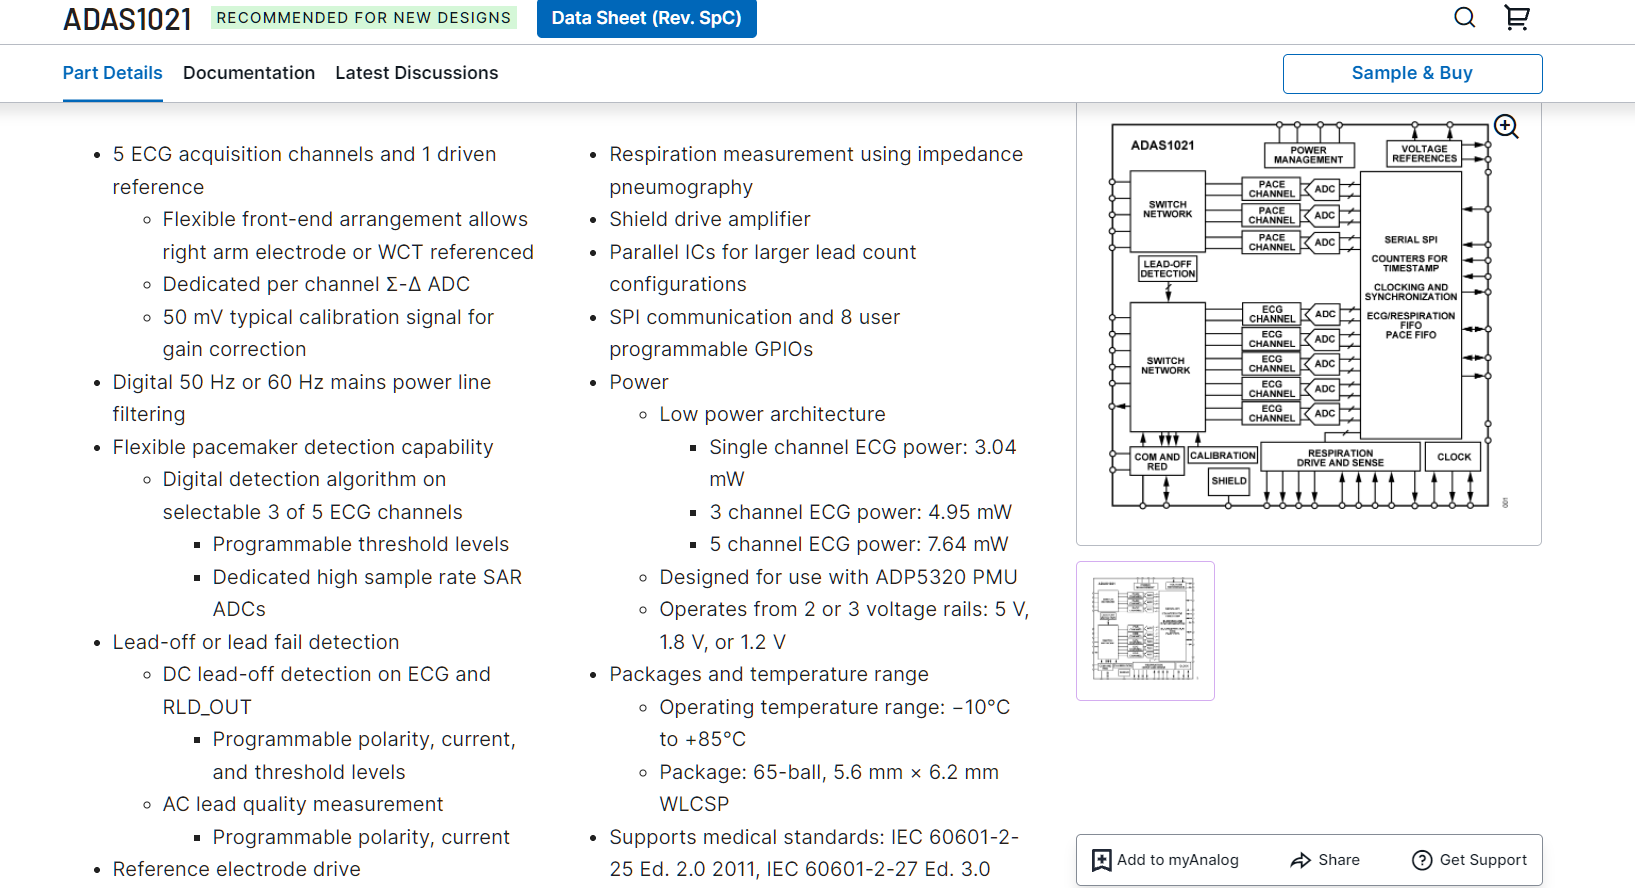 ADAS1021
RECOMMENDED FOR NEW DESIGNS
Data Sheet (Rev. SpC)
Part Details
Documentation
Latest Discussions
Sample & Buy
5 ECG acquisition channels and 1 driven
reference
Flexible front-end arrangement allows
right arm electrode or WCT referenced
Dedicated per channel Σ-Δ ADC
50 mV typical calibration signal for
gain correction
Digital 50 Hz or 60 Hz mains power line
filtering
Flexible pacemaker detection capability
Digital detection algorithm on
selectable 3 of 5 ECG channels
Programmable threshold levels
Dedicated high sample rate SAR
ADCs
Lead-off or lead fail detection
DC lead-off detection on ECG and
RLD_OUT
Programmable polarity, current,
and threshold levels
AC lead quality measurement
Programmable polarity, current
Reference electrode drive
Respiration measurement using impedance
pneumography
Shield drive amplifier
Parallel ICs for larger lead count
configurations
SPI communication and 8 user
programmable GPIOs
Power
Low power architecture
Single channel ECG power: 3.04
mW
3 channel ECG power: 4.95 mW
5 channel ECG power: 7.64 mW
Designed for use with ADP5320 PMU
Operates from 2 or 3 voltage rails: 5 V,
1.8 V, or 1.2 V
Packages and temperature range
Operating temperature range: −10°C
to +85°C
Package: 65-ball, 5.6 mm × 6.2 mm
WLCSP
Supports medical standards: IEC 60601-2-
25 Ed. 2.0 2011, IEC 60601-2-27 Ed. 3.0
ADAS1021
POWER
MANAGEMENT
VOLTAGE
REFERENCES
SWITCH
NETWORK
PACE
CHANNEL
ADC
PACE
CHANNEL
ADC
PACE
CHANNEL
ADC
LEAD-OFF
DETECTION
SERIAL SPI
COUNTERS FOR
TIMESTAMP
CLOCKING AND
SYNCHRONIZATION
ECG/RESPIRATION
FIFO
PACE FIFO
SWITCH
NETWORK
ECG
CHANNEL
ADC
ECG
CHANNEL
ADC
ECG
CHANNEL
ADC
ECG
CHANNEL
ADC
ECG
CHANNEL
ADC
COM AND
RED
CALIBRATION
SHIELD
RESPIRATION
DRIVE AND SENSE
CLOCK
001
Add to myAnalog
Share
Get Support